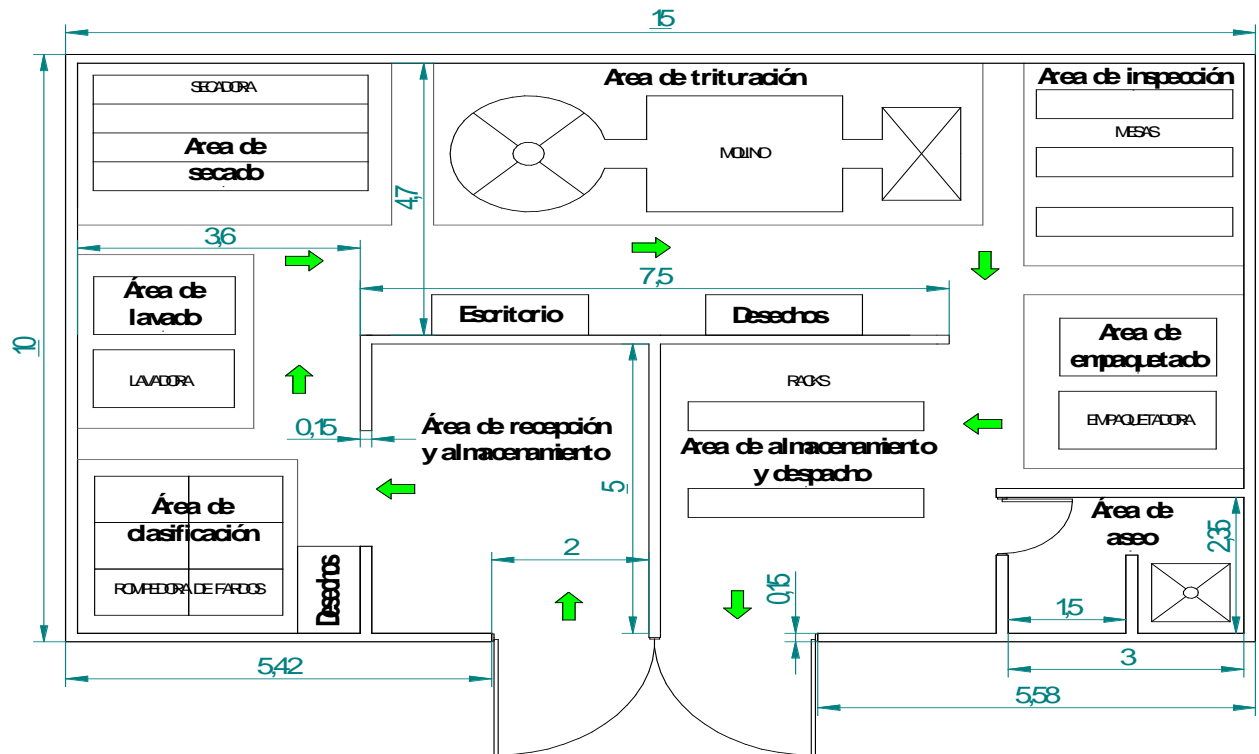 15
SECADORA
Área de
secado
Area de trituración
MOLINO
Area de inspección
MESAS
4,7
3,6
7,5
Área de
lavado
LAVADORA
Escritorio
Desechos
Area de
empaquetado
EMPAQUETADORA
10
0,15
Área de recepción
y almacenamiento
RACKS
Area de almacenamiento
y despacho
5
Área de
clasificación
ROMPEDORA DE FARDOS
Desechos
2
0,15
Área de
aseo
2,35
1,5
3
5,42
5,58